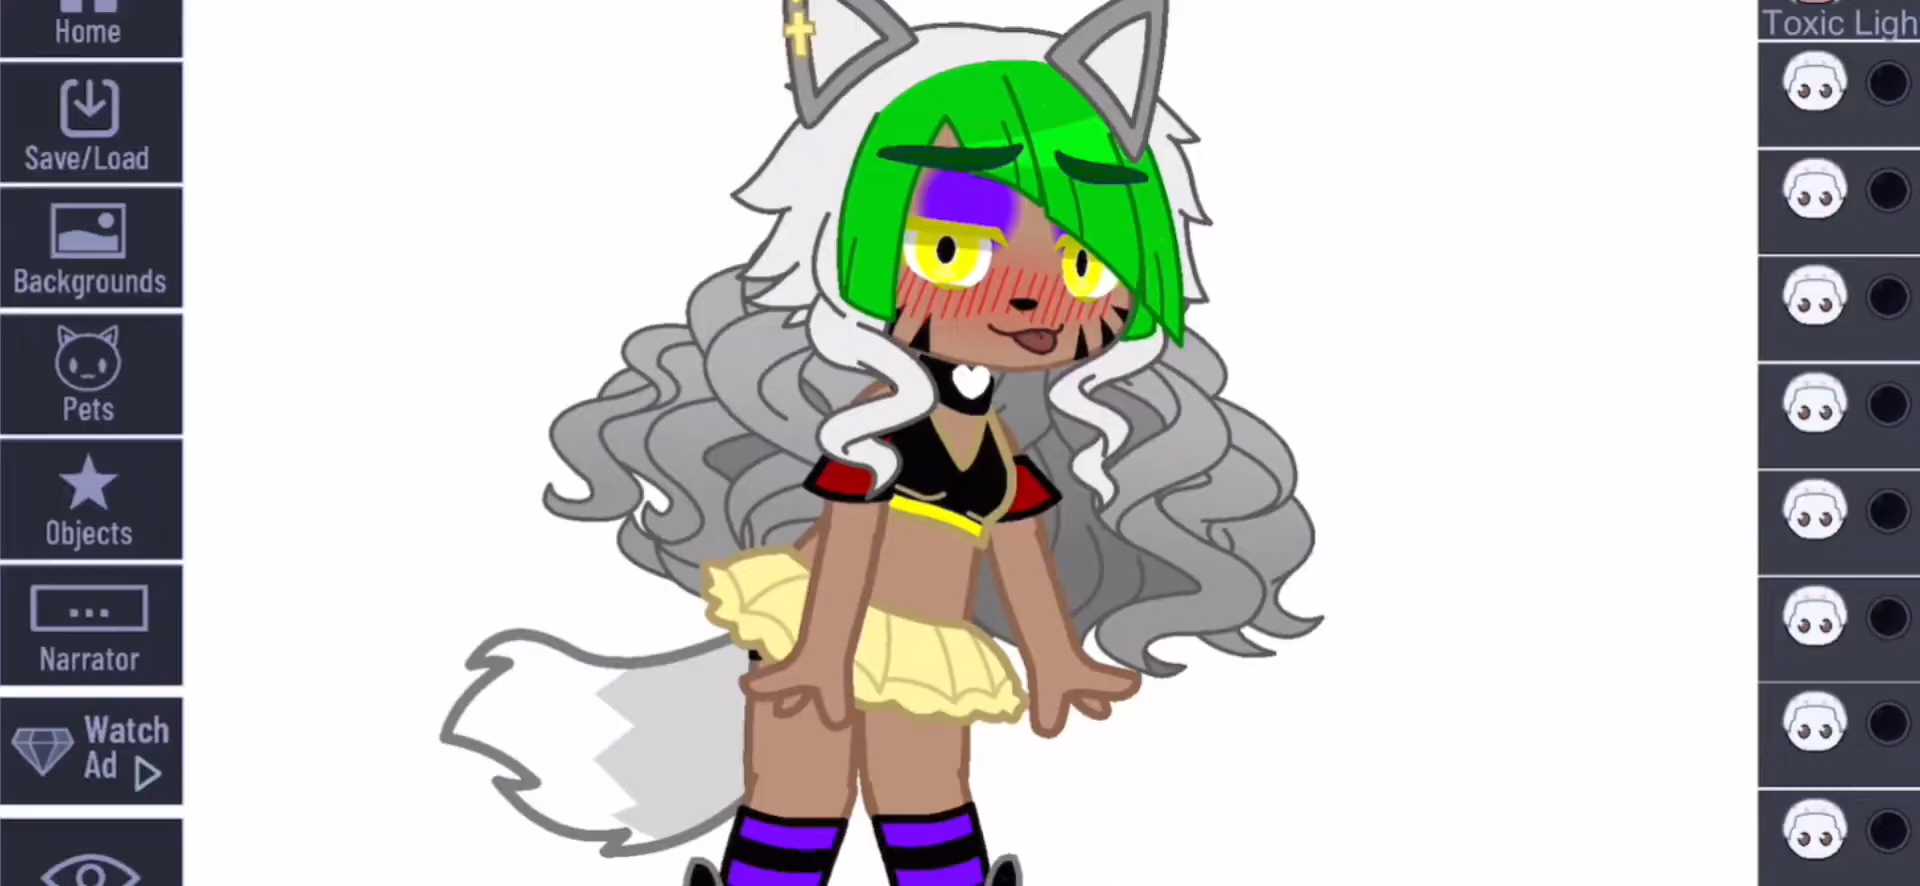 Home
Save/Load
Backgrounds
Pets
Objects
Narrator
Watch
Ad
Toxic Ligh